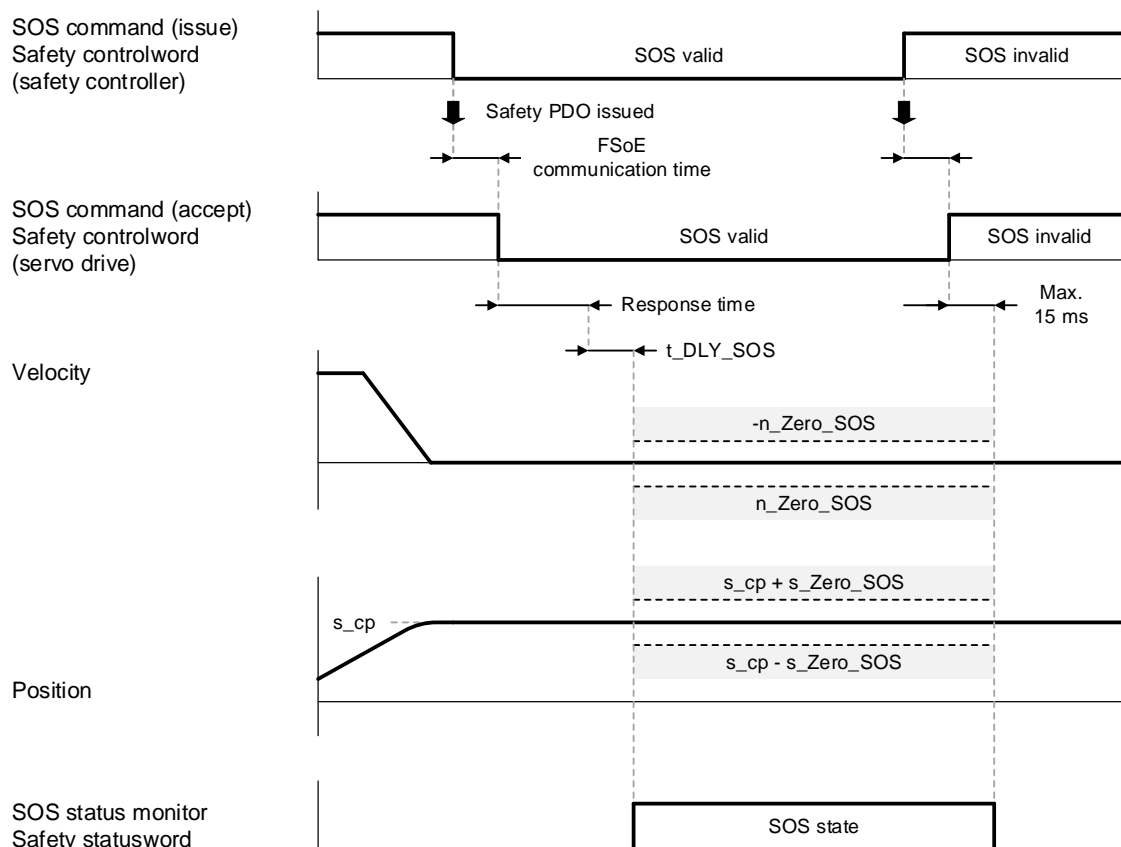 SOS command (issue)
Safety controlword
(safety controller)
SOS valid
SOS invalid
Safety PDO issued
FSoE
communication time
SOS command (accept)
Safety controlword
(servo drive)
SOS valid
SOS invalid
Response time
Max.
15 ms
t_DLY_SOS
Velocity
-n_Zero_SOS
n_Zero_SOS
s_cp + s_Zero_SOS
s_cp
s_cp - s_Zero_SOS
Position
SOS status monitor
Safety statusword
SOS state